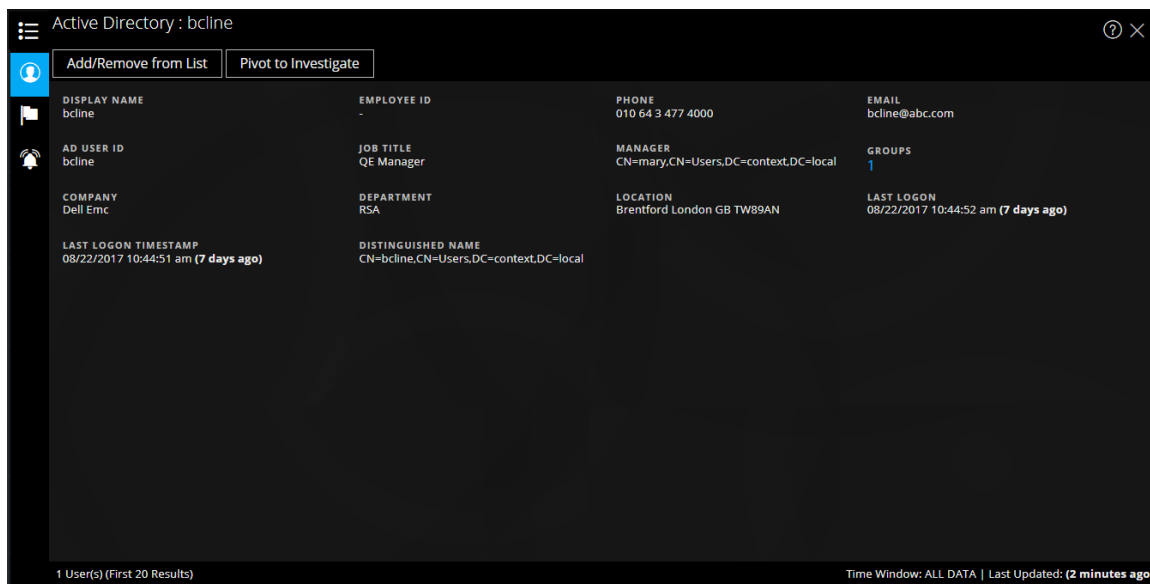 Active Directory : bcline
Add/Remove from List
Pivot to Investigate
DISPLAY NAME
bcline
EMPLOYEE ID
-
PHONE
010 64 3 477 4000
EMAIL
bcline@abc.com
AD USER ID
bcline
JOB TITLE
QE Manager
MANAGER
CN=mary,CN=Users,DC=context,DC=local
GROUPS
1
COMPANY
Dell Emc
DEPARTMENT
RSA
LOCATION
Brentford London GB TW89AN
LAST LOGON
08/22/2017 10:44:52 am (7 days ago)
LAST LOGON TIMESTAMP
08/22/2017 10:44:51 am (7 days ago)
DISTINGUISHED NAME
CN=bcline,CN=Users,DC=context,DC=local
1 User(s) (First 20 Results)
Time Window: ALL DATA | Last Updated: (2 minutes ago